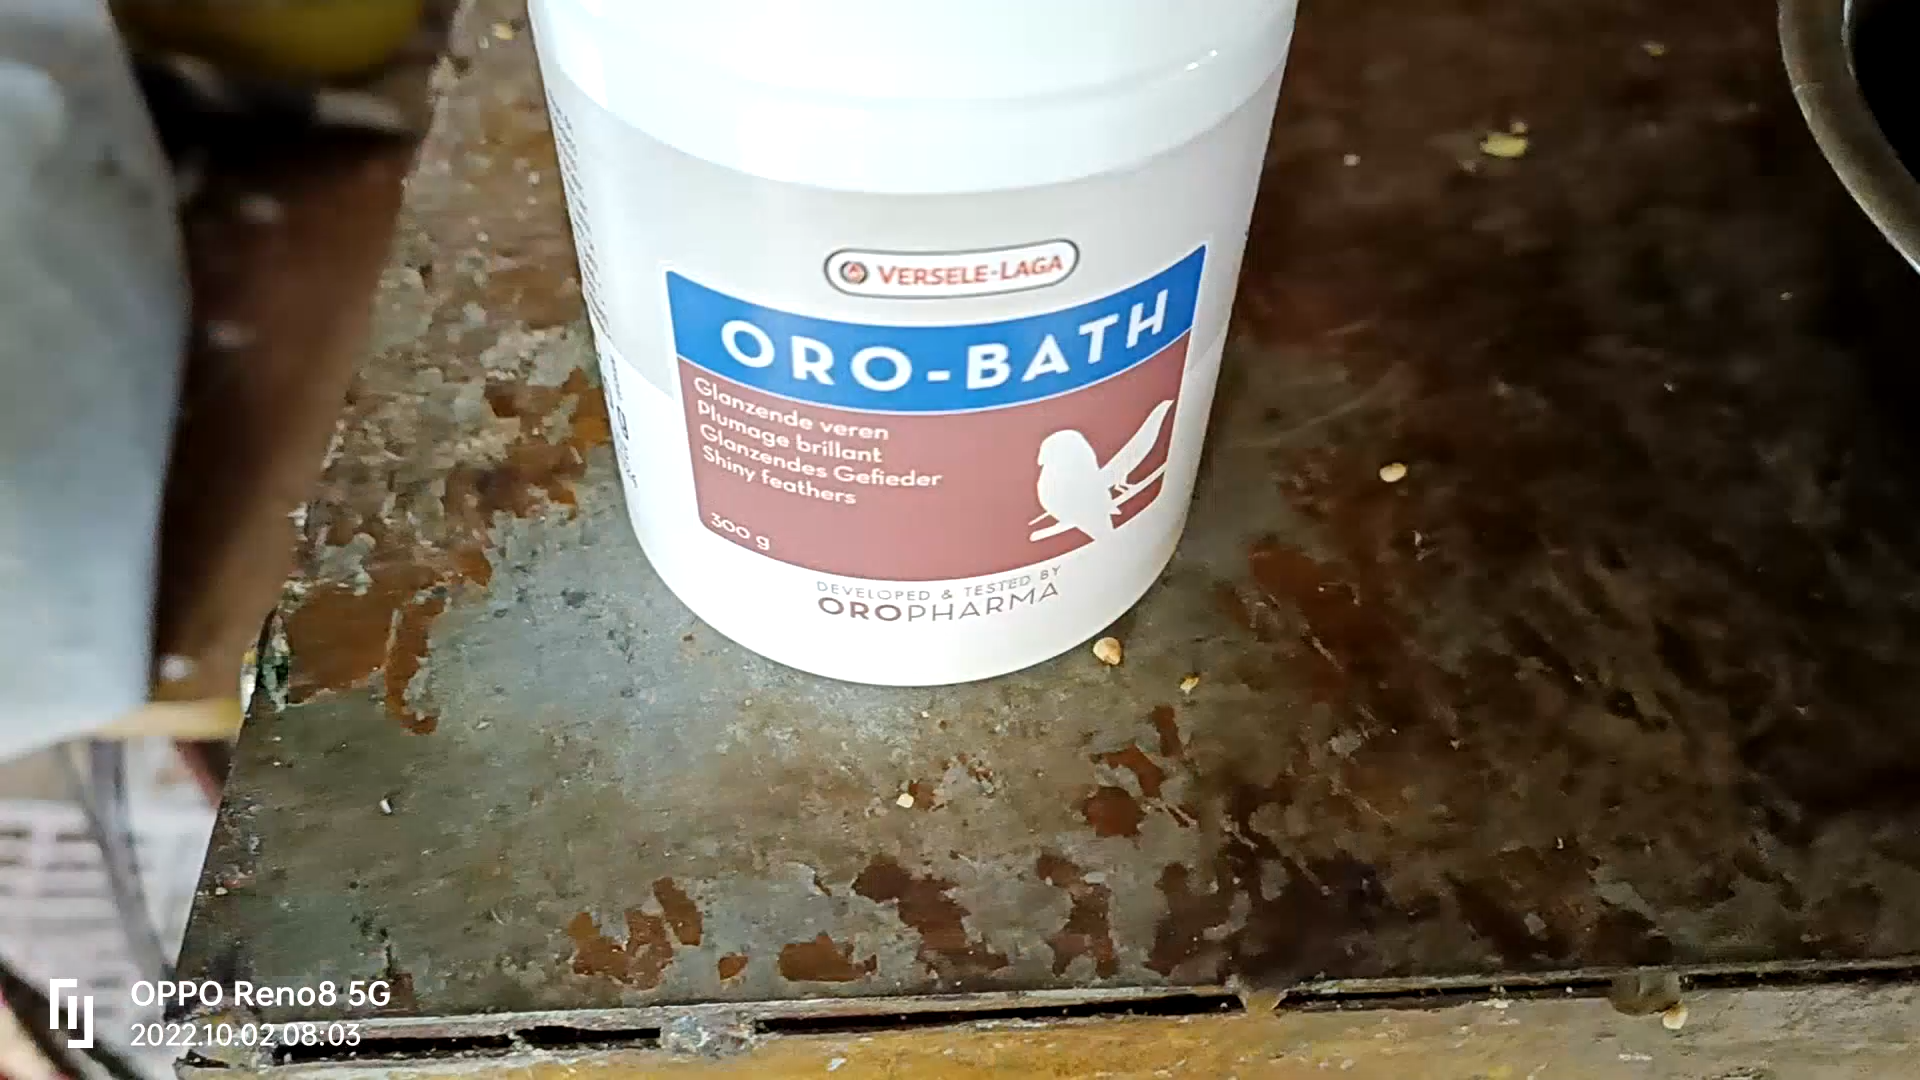 VERSELE-LAGA
ORO-BATH
Glanzende veren
Plumage brillant
Glanzendes Gefieder
Shiny feathers
300 g
DEVELOPED & TESTED BY
OROPHARMA
OPPO Reno8 5G
2022.10.02 08:03